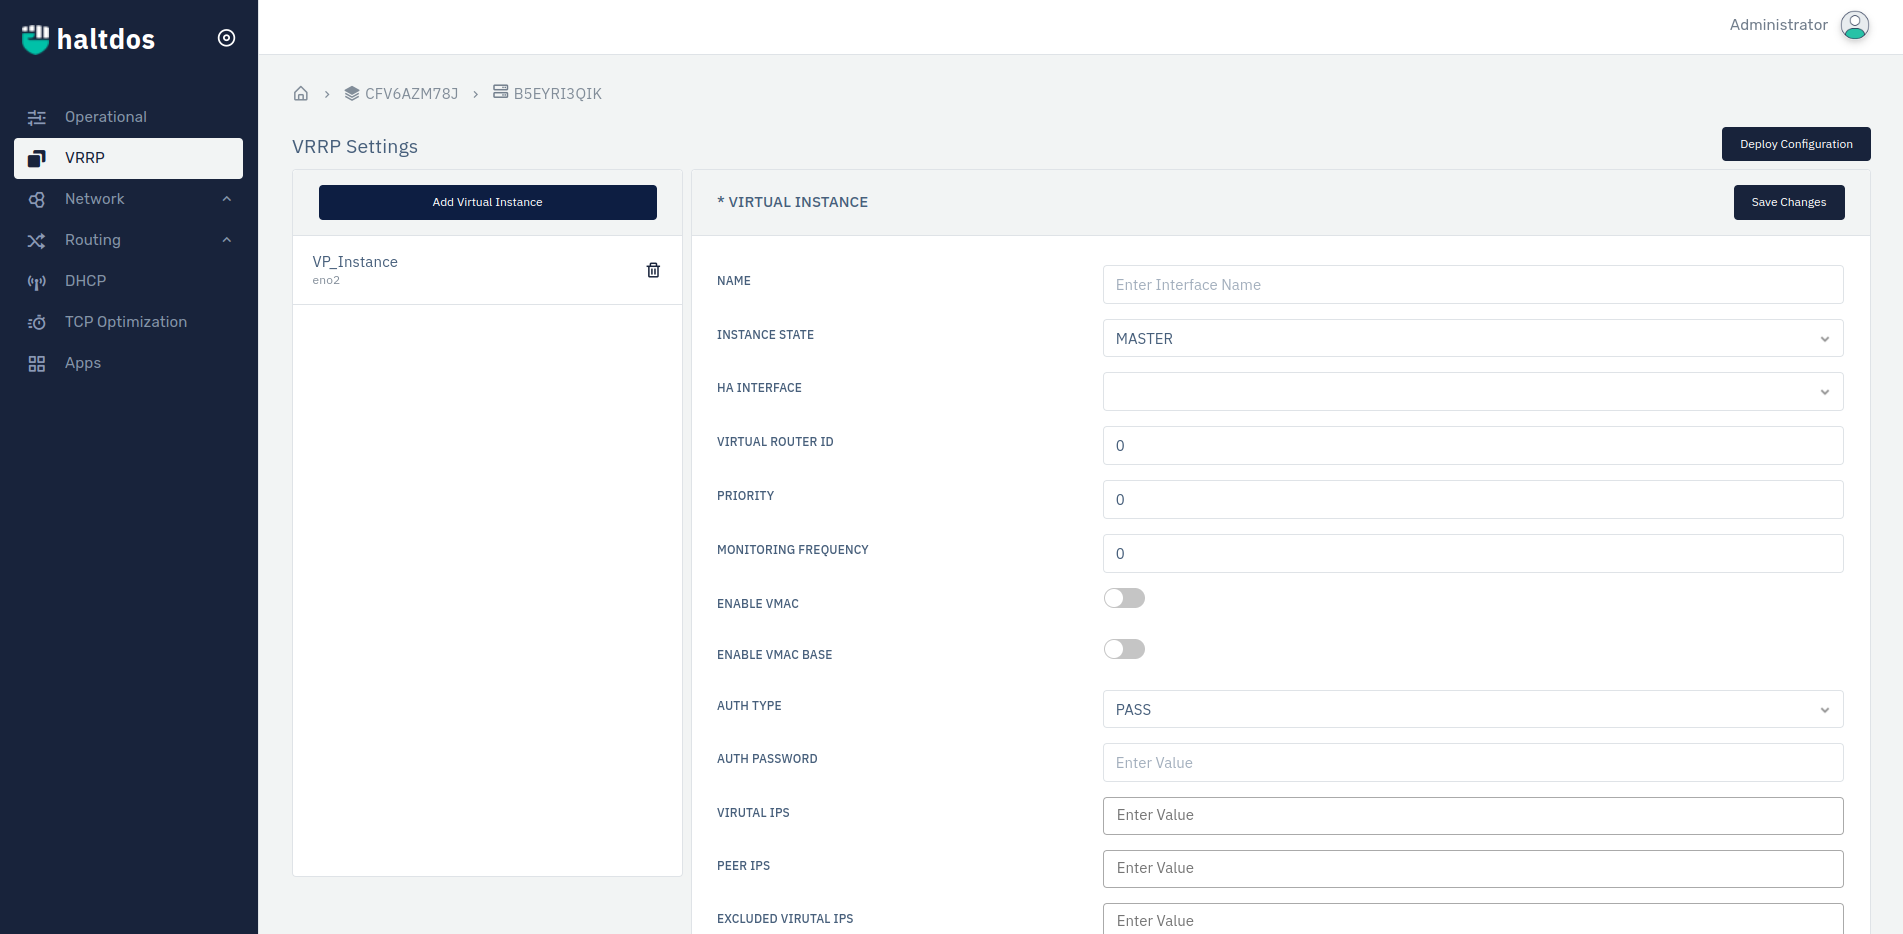 haltdos
Administrator
Operational
VRRP
Network
Routing
DHCP
TCP Optimization
Apps
CFV6AZM78J
B5EYRI3QIK
VRRP Settings
Deploy Configuration
Add Virtual Instance
VP_Instance
eno2
* VIRTUAL INSTANCE
Save Changes
NAME
Enter Interface Name
INSTANCE STATE
MASTER
HA INTERFACE
VIRTUAL ROUTER ID
0
PRIORITY
0
MONITORING FREQUENCY
0
ENABLE VMAC
ENABLE VMAC BASE
AUTH TYPE
PASS
AUTH PASSWORD
Enter Value
VIRUTAL IPS
Enter Value
PEER IPS
Enter Value
EXCLUDED VIRUTAL IPS
Enter Value